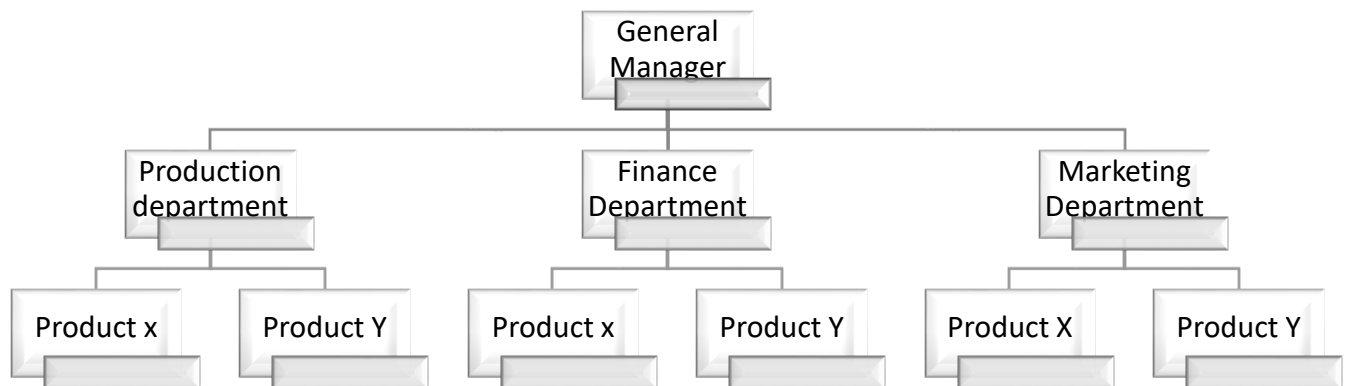 General
Manager
Production
department
Finance
Department
Marketing
Department
Product x
Product Y
Product x
Product Y
Product X
Product Y